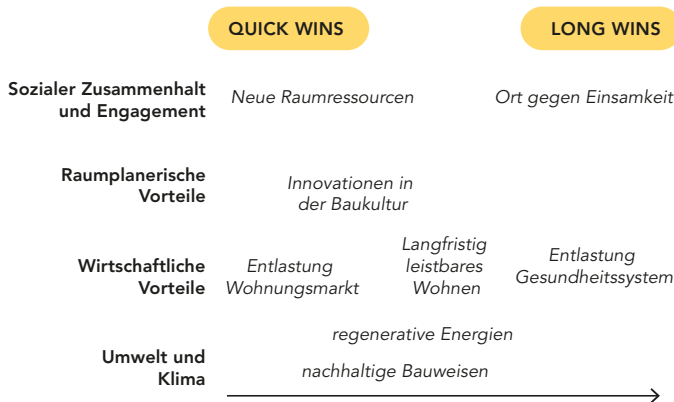 QUICK WINS
LONG WINS
Sozialer Zusammenhalt
und Engagement
Neue Raumressourcen
Ort gegen Einsamkeit
Raumplanerische
Vorteile
Innovationen in
der Baukultur
Wirtschaftliche
Vorteile
Entlastung
Wohnungsmarkt
Langfristig
leistbares
Wohnen
Entlastung
Gesundheitssystem
Umwelt und
Klima
regenerative Energien
nachhaltige Bauweisen